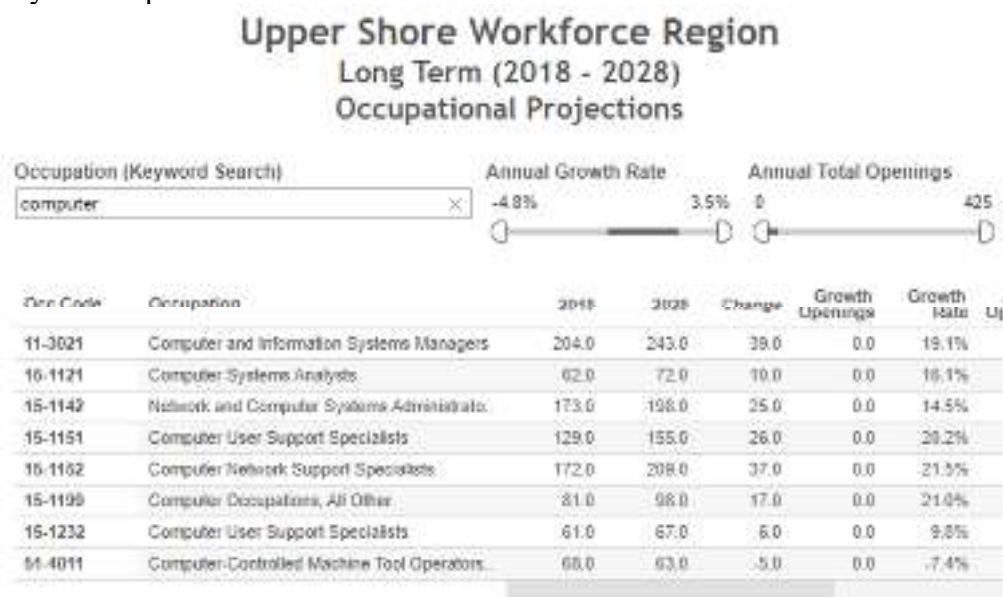 Upper Shore Workforce Region
Long Term (2018 - 2028)
Occupational Projections
Occupation (Keyword Search) Annual Growth Rate Annual Total Openings
computer × -4.8% 3.5% 0 425
Occ Code Occupation 2018 2028 Change Growth Openings Growth Rate
11-3021 Computer and Information Systems Managers 204.0 243.0 39.0 0.0 19.1%
15-1121 Computer Systems Analysts 62.0 72.0 10.0 0.0 16.1%
15-1142 Network and Computer Systems Administrato.. 173.0 198.0 25.0 0.0 14.5%
15-1151 Computer User Support Specialists 129.0 155.0 26.0 0.0 20.2%
15-1152 Computer Network Support Specialists 172.0 209.0 37.0 0.0 21.5%
15-1199 Computer Occupations, All Other 81.0 98.0 17.0 0.0 21.0%
15-1232 Computer User Support Specialists 61.0 67.0 6.0 0.0 9.8%
51-4011 Computer-Controlled Machine Tool Operators.. 68.0 63.0 -5.0 0.0 -7.4%